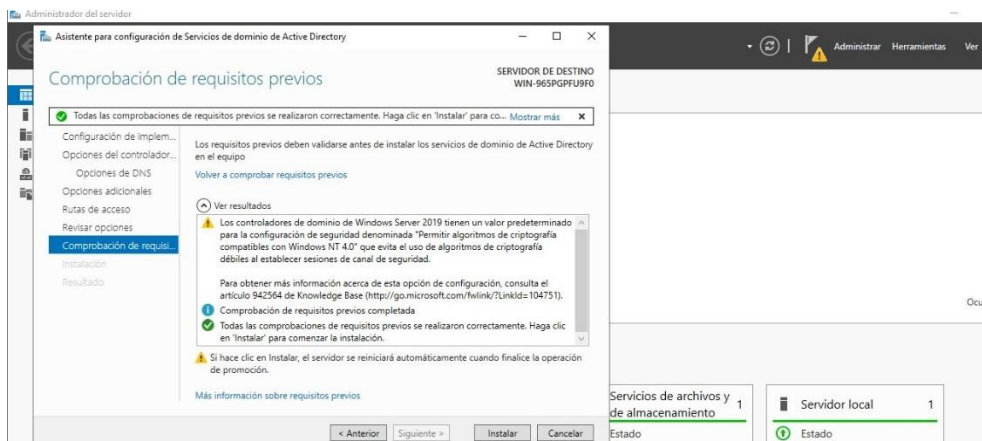 Administrador del servidor
Administrar Herramientas Ver
Asistente para configuración de Servicios de dominio de Active Directory
Comprobación de requisitos previos
SERVIDOR DE DESTINO
WIN-965PGPFU9F0
Todas las comprobaciones de requisitos previos se realizaron correctamente. Haga clic en 'Instalar' para co... Mostrar más
Configuración de implem...
Opciones del controlador...
Opciones de DNS
Opciones adicionales
Rutas de acceso
Revisar opciones
Comprobación de requisi...
Instalación
Resultado
Los requisitos previos deben validarse antes de instalar los servicios de dominio de Active Directory
en el equipo
Volver a comprobar requisitos previos
Ver resultados
Los controladores de dominio de Windows Server 2019 tienen un valor predeterminado
para la configuración de seguridad denominada "Permitir algoritmos de criptografía
compatibles con Windows NT 4.0" que evita el uso de algoritmos de criptografía
débiles al establecer sesiones de canal de seguridad.
Para obtener más información acerca de esta opción de configuración, consulta el
artículo 942564 de Knowledge Base (http://go.microsoft.com/fwlink/?LinkId=104751).
Comprobación de requisitos previos completada
Todas las comprobaciones de requisitos previos se realizaron correctamente. Haga clic
en 'Instalar' para comenzar la instalación.
Si hace clic en Instalar, el servidor se reiniciará automáticamente cuando finalice la operación
de promoción.
Más información sobre requisitos previos
< Anterior Siguiente > Instalar Cancelar
Ocu
Servicios de archivos y
de almacenamiento 1
Estado
Servidor local 1
Estado